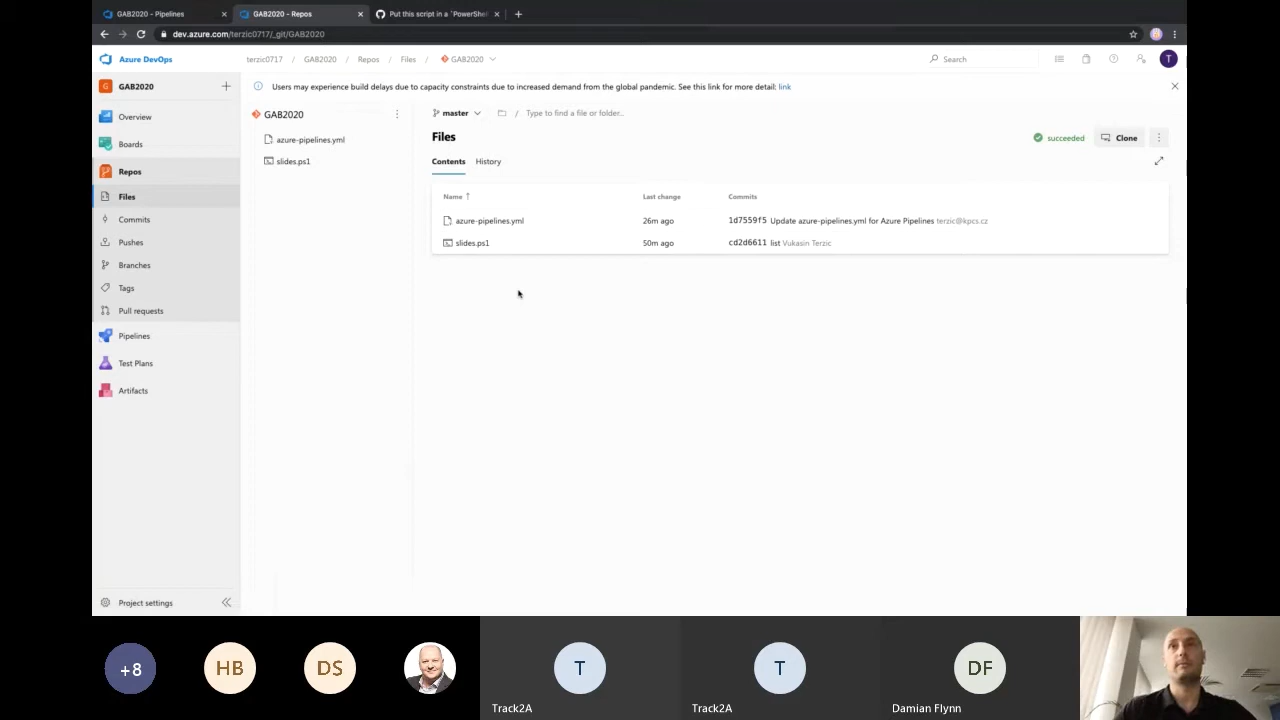 GAB2020 - Pipelines
GAB2020 - Repos
Put this script in a `PowerShel
dev.azure.com/terzic0717/_git/GAB2020
Azure DevOps
terzic0717 / GAB2020 / Repos / Files / GAB2020
Search
T
G GAB2020
Users may experience build delays due to capacity constraints due to increased demand from the global pandemic. See this link for more detail: link
Overview
Boards
Repos
Files
Commits
Pushes
Branches
Tags
Pull requests
Pipelines
Test Plans
Artifacts
Project settings
GAB2020
azure-pipelines.yml
slides.ps1
master / Type to find a file or folder...
Files
succeeded
Clone
Contents History
Name Last change Commits
azure-pipelines.yml 26m ago 1d7559f5 Update azure-pipelines.yml for Azure Pipelines terzic@kpcs.cz
slides.ps1 50m ago cd2d6611 list Vukasin Terzic
+8
HB
DS
T
Track2A
T
Track2A
DF
Damian Flynn